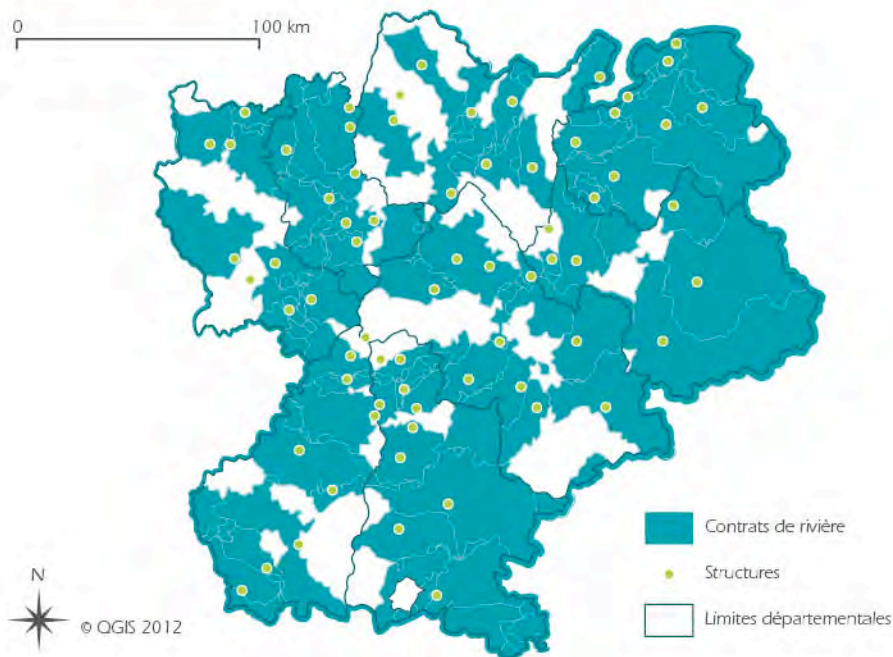 0 100 km
Contrats de rivière
Structures
Limites départementales
N
© QGIS 2012